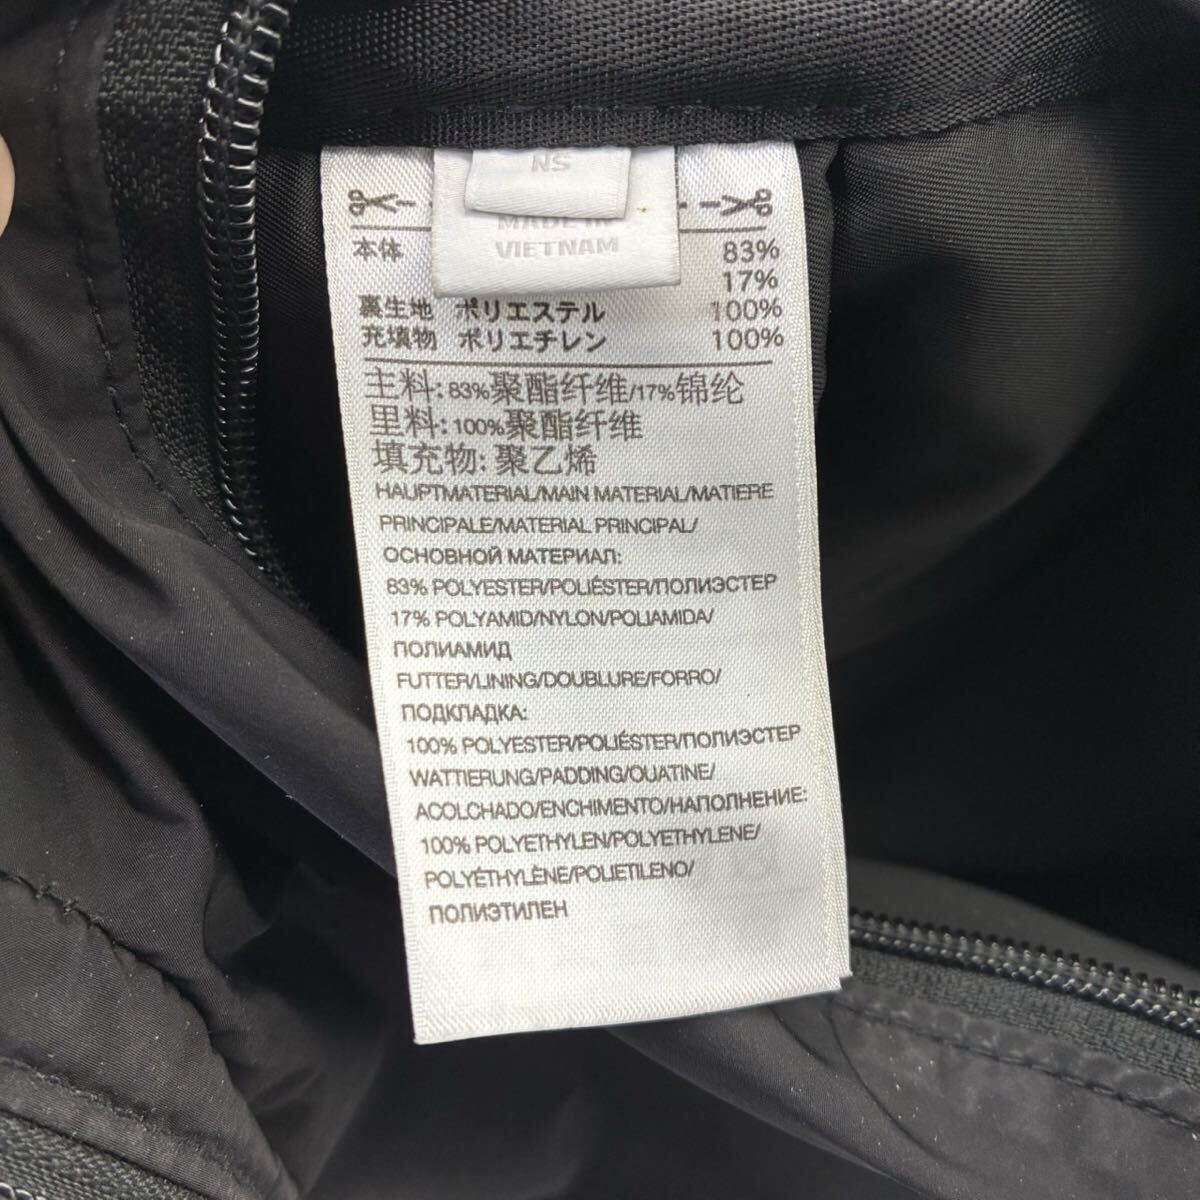 NS
MADE IN
VIETNAM
本体 83%
17%
裏生地 ポリエステル 100%
充填物 ポリエチレン 100%
主料: 83%聚酯纤维/17%锦纶
里料: 100%聚酯纤维
填充物: 聚乙烯
HAUPTMATERIAL/MAIN MATERIAL/MATIERE
PRINCIPALE/MATERIAL PRINCIPAL/
ОСНОВНОЙ МАТЕРИАЛ:
83% POLYESTER/POLIÉSTER/ПОЛИЭСТЕР
17% POLYAMID/NYLON/POLIAMIDA/
ПОЛИАМИД
FUTTER/LINING/DOUBLURE/FORRO/
ПОДКЛАДКА:
100% POLYESTER/POLIÉSTER/ПОЛИЭСТЕР
WATTIERUNG/PADDING/OUATINE/
ACOLCHADO/ENCHIMENTO/НАПОЛНЕНИЕ:
100% POLYETHYLEN/POLYETHYLENE/
POLYÉTHYLÈNE/POLIETILENO/
ПОЛИЭТИЛЕН